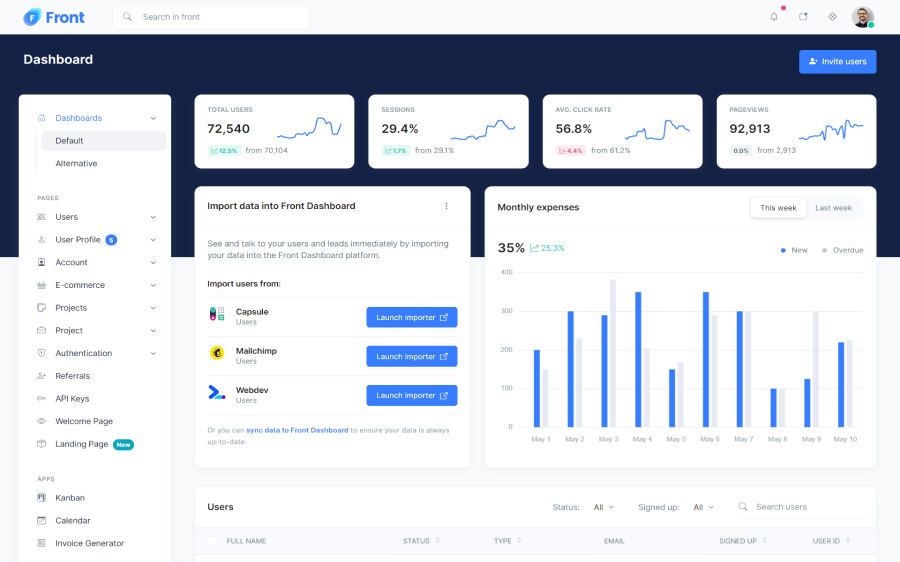 Front
Search in front
Dashboard
Invite users
Dashboards
Default
Alternative
PAGES
Users
User Profile 5
Account
E-commerce
Projects
Project
Authentication
Referrals
API Keys
Welcome Page
Landing Page New
APPS
Kanban
Calendar
Invoice Generator
TOTAL USERS
72,540
12.5% from 70,104
SESSIONS
29.4%
1.7% from 29.1%
AVG. CLICK RATE
56.8%
4.4% from 61.2%
PAGEVIEWS
92,913
0.0% from 2,913
Import data into Front Dashboard
See and talk to your users and leads immediately by importing
your data into the Front Dashboard platform.
Import users from:
Capsule
Users
Launch importer
Mailchimp
Users
Launch importer
Webdev
Users
Launch importer
Or you can sync data to Front Dashboard to ensure your data is always
up-to-date.
Monthly expenses
This week Last week
35% 25.3%
New Overdue
400
300
200
100
0
May 1 May 2 May 3 May 4 May 5 May 6 May 7 May 8 May 9 May 10
Users
Status: All Signed up: All Search users
FULL NAME STATUS TYPE EMAIL SIGNED UP USER ID